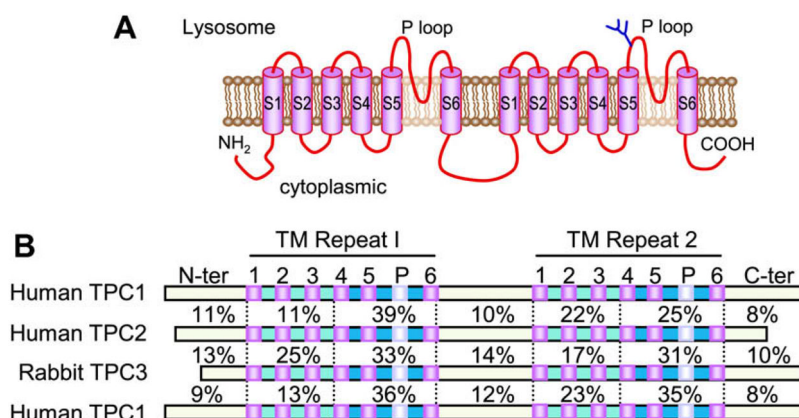 A
Lysosome
P loop
P loop
S1 S2 S3 S4 S5 S6 S1 S2 S3 S4 S5 S6
NH2
COOH
cytoplasmic
B
TM Repeat I TM Repeat 2
N-ter 1 2 3 4 5 P 6 1 2 3 4 5 P 6 C-ter
Human TPC1
11% 11% 39% 10% 22% 25% 8%
Human TPC2
13% 25% 33% 14% 17% 31% 10%
Rabbit TPC3
9% 13% 36% 12% 23% 35% 8%
Human TPC1